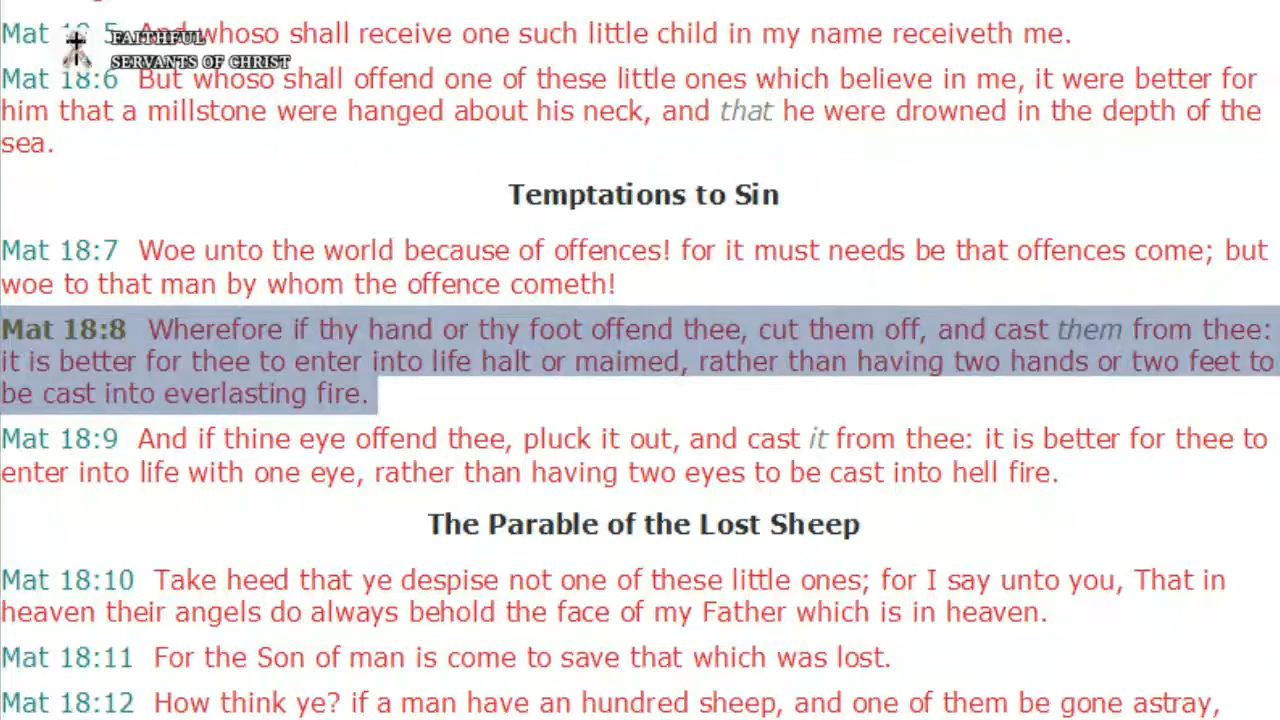 Mat 18:5 And whoso shall receive one such little child in my name receiveth me.
FAITHFUL
SERVANTS OF CHRIST
Mat 18:6 But whoso shall offend one of these little ones which believe in me, it were better for
him that a millstone were hanged about his neck, and that he were drowned in the depth of the
sea.
Temptations to Sin
Mat 18:7 Woe unto the world because of offences! for it must needs be that offences come; but
woe to that man by whom the offence cometh!
Mat 18:8 Wherefore if thy hand or thy foot offend thee, cut them off, and cast them from thee:
it is better for thee to enter into life halt or maimed, rather than having two hands or two feet to
be cast into everlasting fire.
Mat 18:9 And if thine eye offend thee, pluck it out, and cast it from thee: it is better for thee to
enter into life with one eye, rather than having two eyes to be cast into hell fire.
The Parable of the Lost Sheep
Mat 18:10 Take heed that ye despise not one of these little ones; for I say unto you, That in
heaven their angels do always behold the face of my Father which is in heaven.
Mat 18:11 For the Son of man is come to save that which was lost.
Mat 18:12 How think ye? if a man have an hundred sheep, and one of them be gone astray,